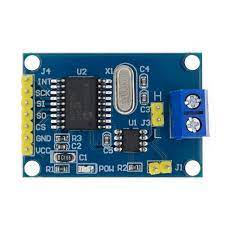 J4 U2 X1 C4
INT
SCK
SI
SO
CS
GND
VCC
C3
H
J3
L
U1
R3
C2
C1
R1 POW R2 J1